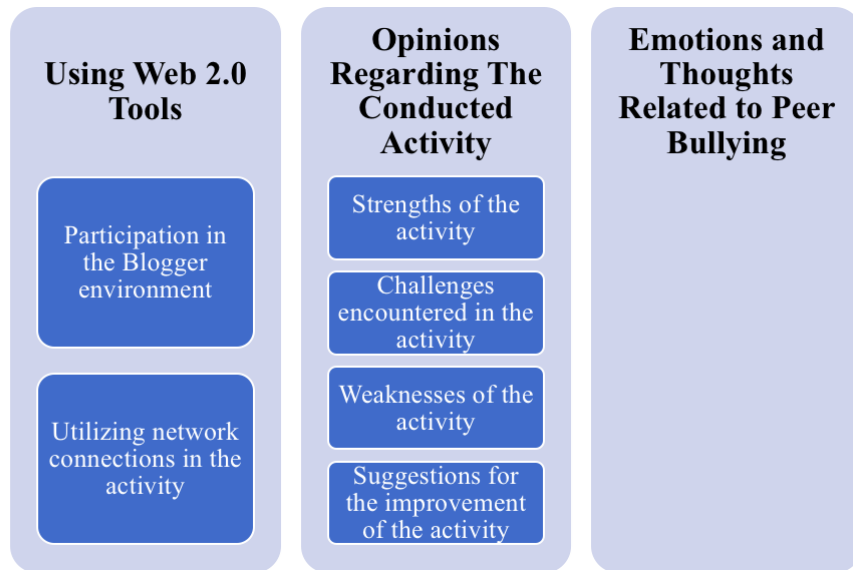 Using Web 2.0
Tools
Participation in
the Blogger
environment
Utilizing network
connections in the
activity
Opinions
Regarding The
Conducted
Activity
Strengths of the
activity
Challenges
encountered in the
activity
Weaknesses of the
activity
Suggestions for
the improvement
of the activity
Emotions and
Thoughts
Related to Peer
Bullying